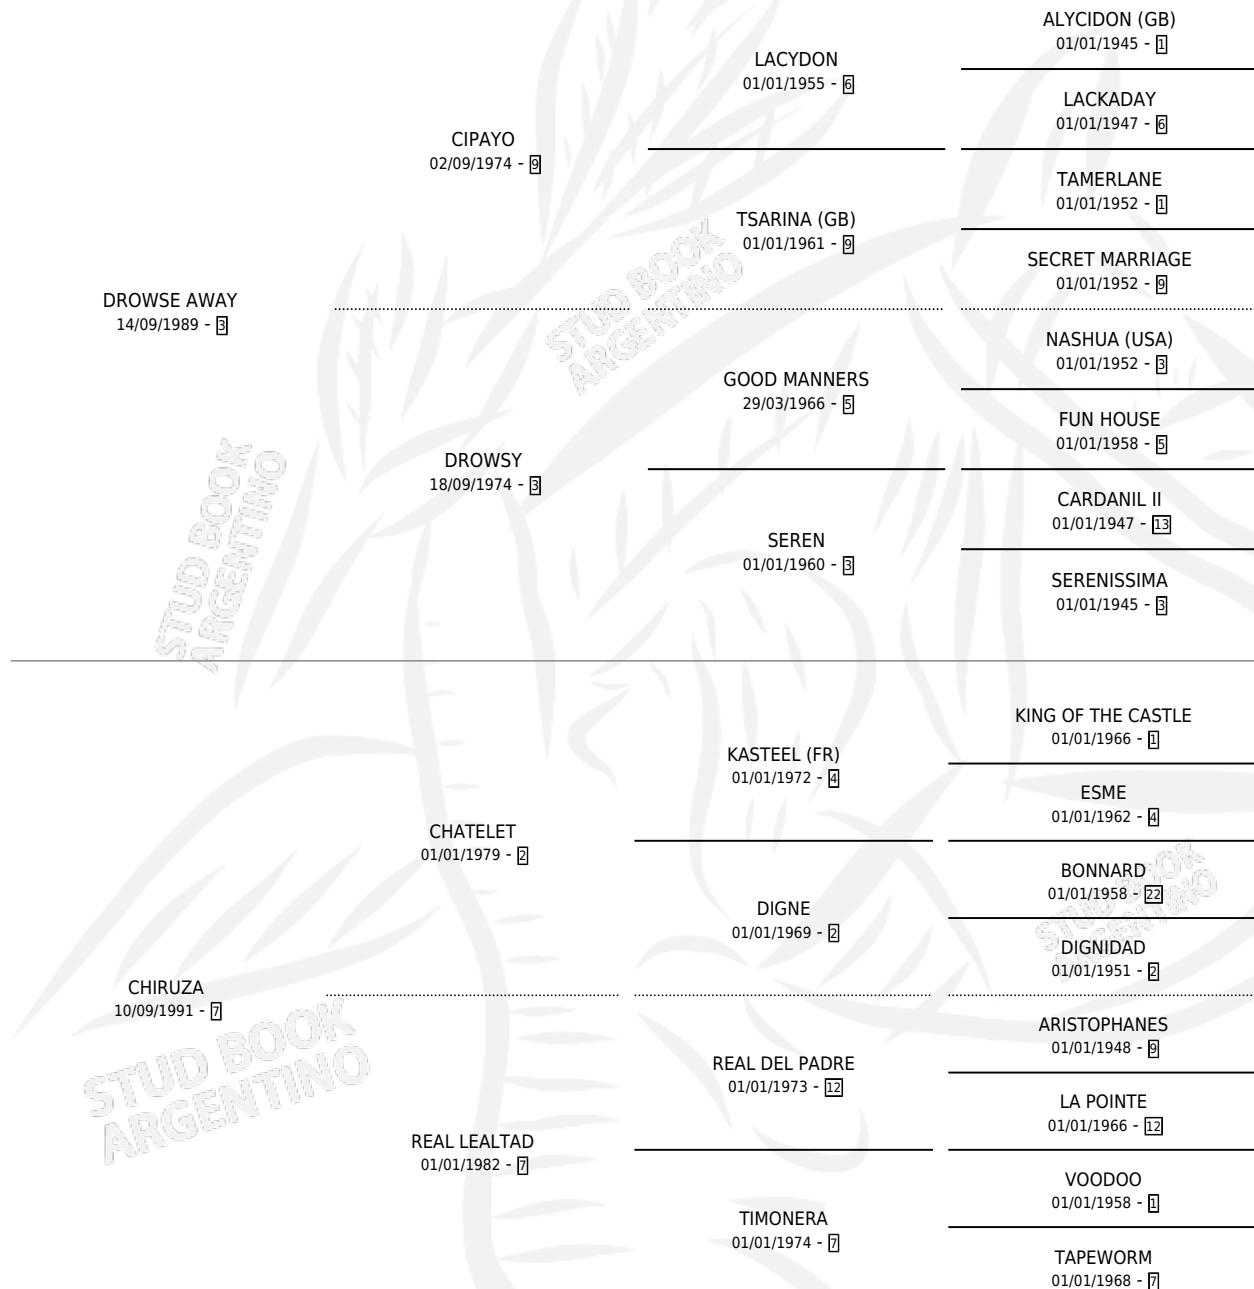 ALYCIDON (GB)
01/01/1945 - 1
LACYDON
01/01/1955 - 6
LACKADAY
01/01/1947 - 6
CIPAYO
02/09/1974 - 9
TAMERLANE
01/01/1952 - 1
TSARINA (GB)
01/01/1961 - 9
SECRET MARRIAGE
01/01/1952 - 9
DROWSE AWAY
14/09/1989 - 3
NASHUA (USA)
01/01/1952 - 3
GOOD MANNERS
29/03/1966 - 5
FUN HOUSE
01/01/1958 - 5
DROWSY
18/09/1974 - 3
CARDANIL II
01/01/1947 - 13
SEREN
01/01/1960 - 3
SERENISSIMA
01/01/1945 - 3
KING OF THE CASTLE
01/01/1966 - 1
KASTEEL (FR)
01/01/1972 - 4
ESME
01/01/1962 - 4
CHATELET
01/01/1979 - 2
BONNARD
01/01/1958 - 22
DIGNE
01/01/1969 - 2
DIGNIDAD
01/01/1951 - 2
CHIRUZA
10/09/1991 - 7
ARISTOPHANES
01/01/1948 - 9
REAL DEL PADRE
01/01/1973 - 12
LA POINTE
01/01/1966 - 12
REAL LEALTAD
01/01/1982 - 7
VOODOO
01/01/1958 - 1
TIMONERA
01/01/1974 - 7
TAPEWORM
01/01/1968 - 7
STUD BOOK
ARGENTINO
STUD BOOK
ARGENTINO
STUD BOOK
ARGENTINO
STUD BOOK
ARGENTINO